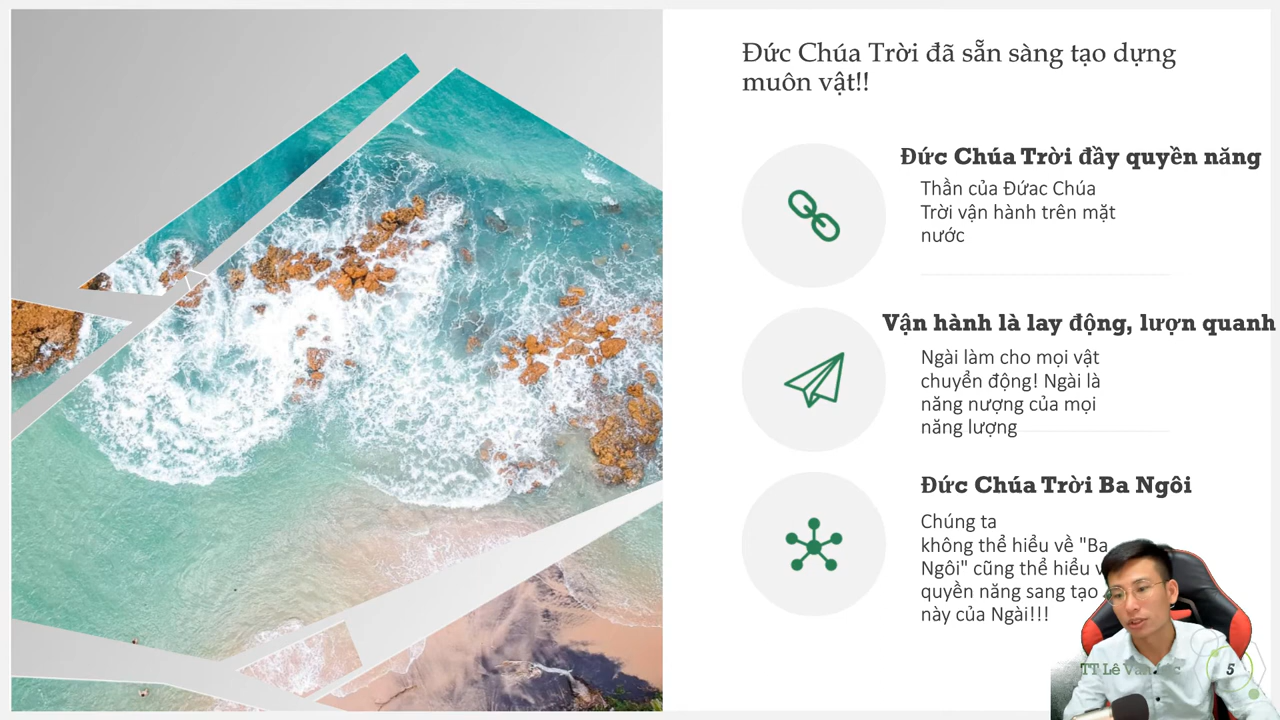 Đức Chúa Trời đã sẵn sàng tạo dựng
muôn vật!!
Đức Chúa Trời đầy quyền năng
Thần của Đứac Chúa
Trời vận hành trên mặt
nước
Vận hành là lay động, lượn quanh
Ngài làm cho mọi vật
chuyển động! Ngài là
năng nượng của mọi
năng lượng
Đức Chúa Trời Ba Ngôi
Chúng ta
không thể hiểu về "Ba
Ngôi" cũng thể hiểu
quyền năng sang tạo
này của Ngài!!!
TT Lê
5